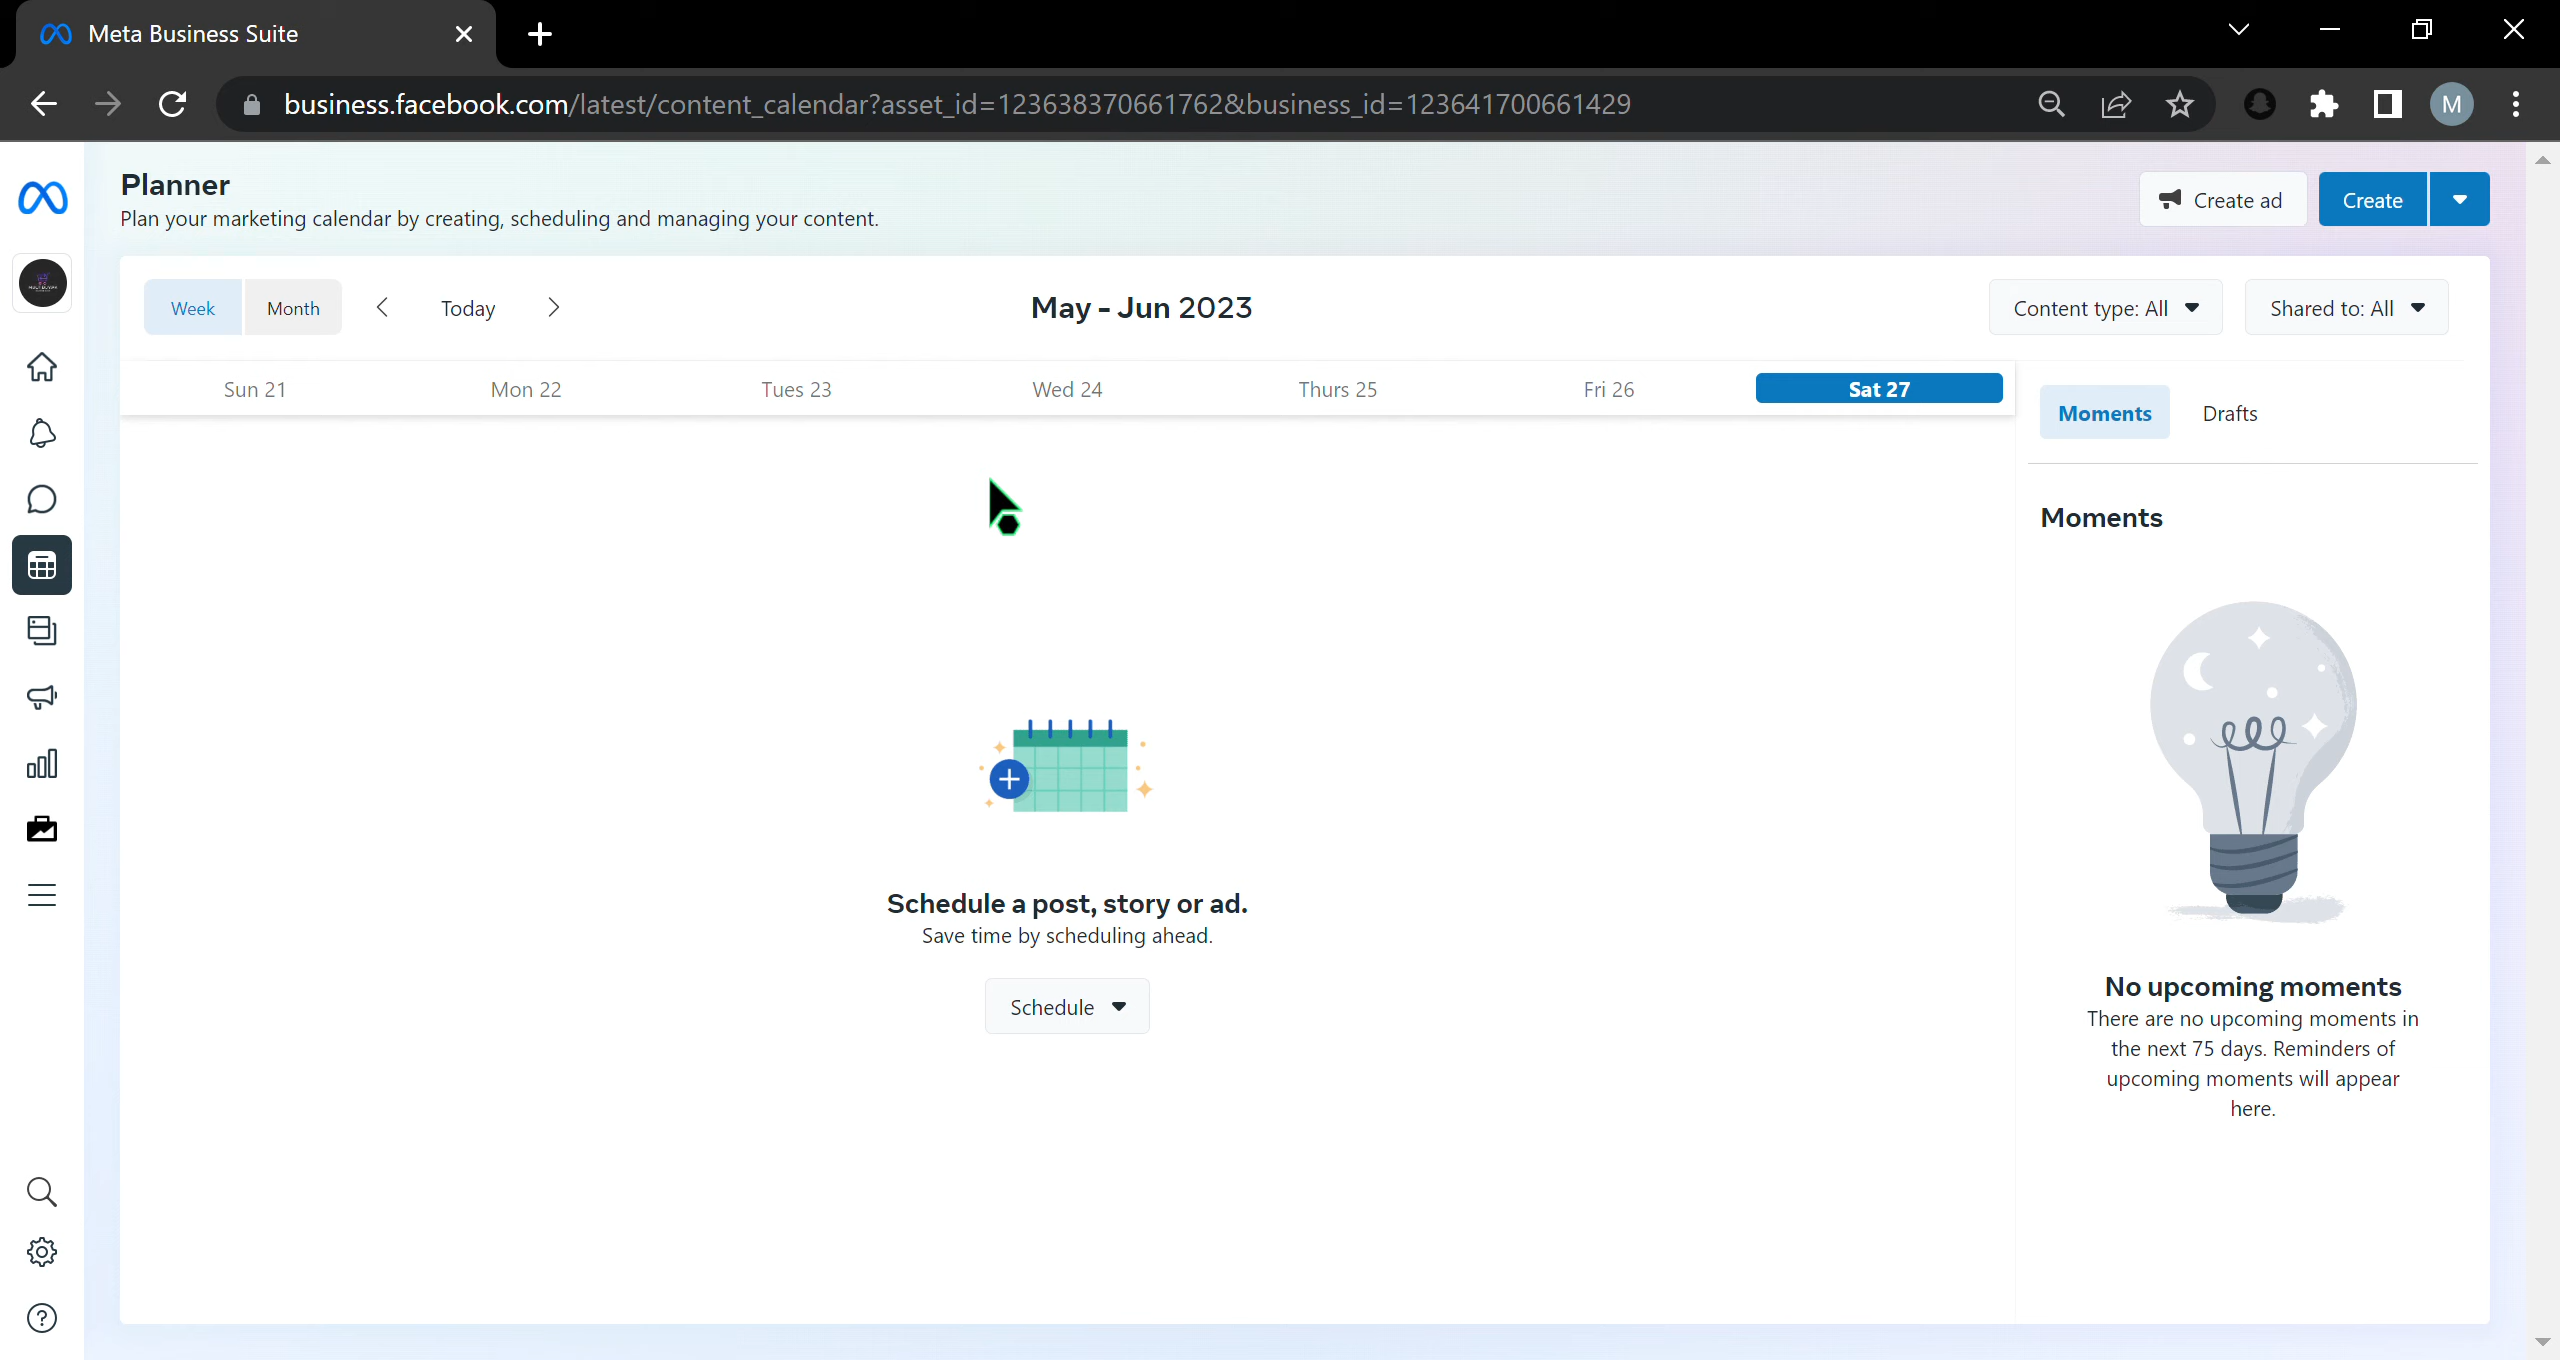 Meta Business Suite
business.facebook.com/latest/content_calendar?asset_id=123638370661762&business_id=123641700661429
M
Planner
Plan your marketing calendar by creating, scheduling and managing your content.
Create ad
Create
Week
Month
Today
May - Jun 2023
Content type: All
Shared to: All
Sun 21
Mon 22
Tues 23
Wed 24
Thurs 25
Fri 26
Sat 27
Moments
Drafts
Moments
Schedule a post, story or ad.
Save time by scheduling ahead.
Schedule
No upcoming moments
There are no upcoming moments in
the next 75 days. Reminders of
upcoming moments will appear
here.